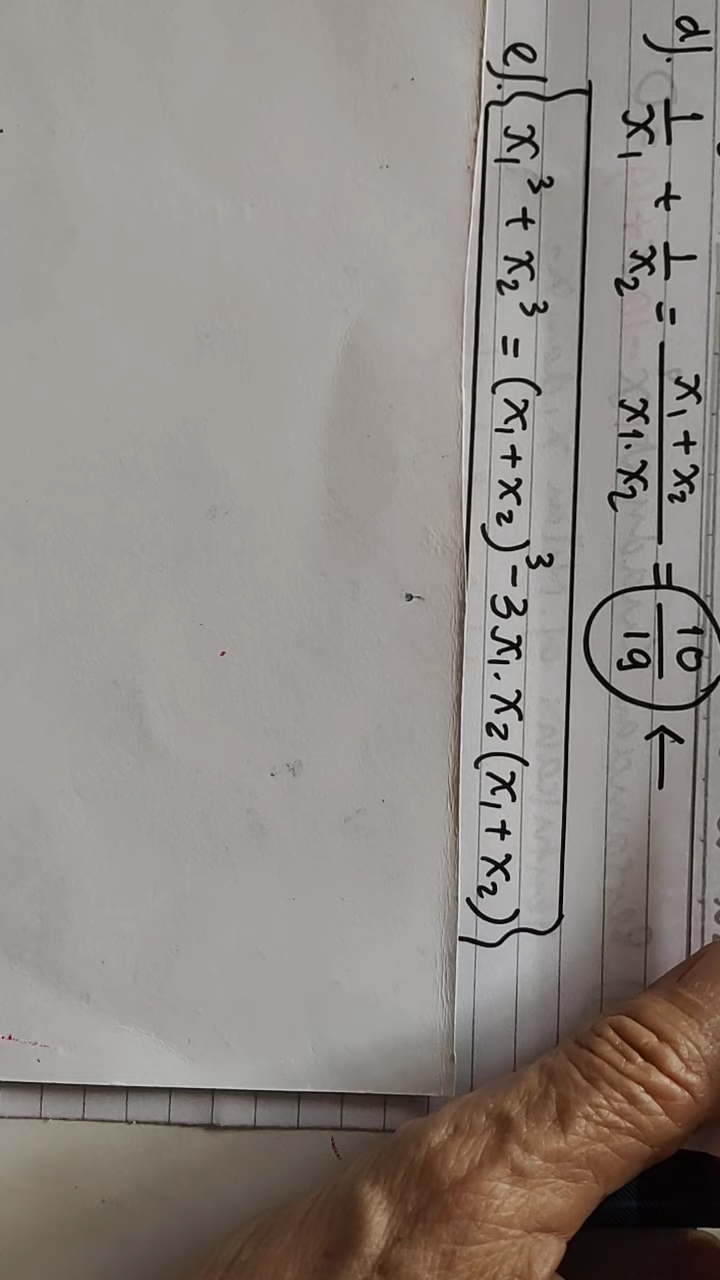 d). 1/x₁ + 1/x₂ = (x₁ + x₂)/(x₁ . x₂) = 10/19 ←
e). { x₁³ + x₂³ = (x₁ + x₂)³ - 3x₁ . x₂ (x₁ + x₂) }